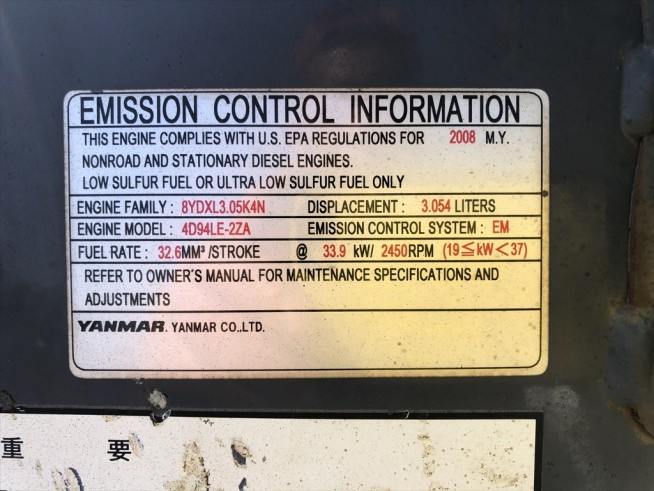 EMISSION CONTROL INFORMATION
THIS ENGINE COMPLIES WITH U.S. EPA REGULATIONS FOR 2008 M.Y.
NONROAD AND STATIONARY DIESEL ENGINES.
LOW SULFUR FUEL OR ULTRA LOW SULFUR FUEL ONLY
ENGINE FAMILY : 8YDXL3.05K4N DISPLACEMENT : 3.054 LITERS
ENGINE MODEL : 4D94LE-2ZA EMISSION CONTROL SYSTEM : EM
FUEL RATE : 32.6MM³ /STROKE @ 33.9 kW/ 2450RPM (19≦kW<37)
REFER TO OWNER'S MANUAL FOR MAINTENANCE SPECIFICATIONS AND
ADJUSTMENTS
YANMAR. YANMAR CO.,LTD.
重 要